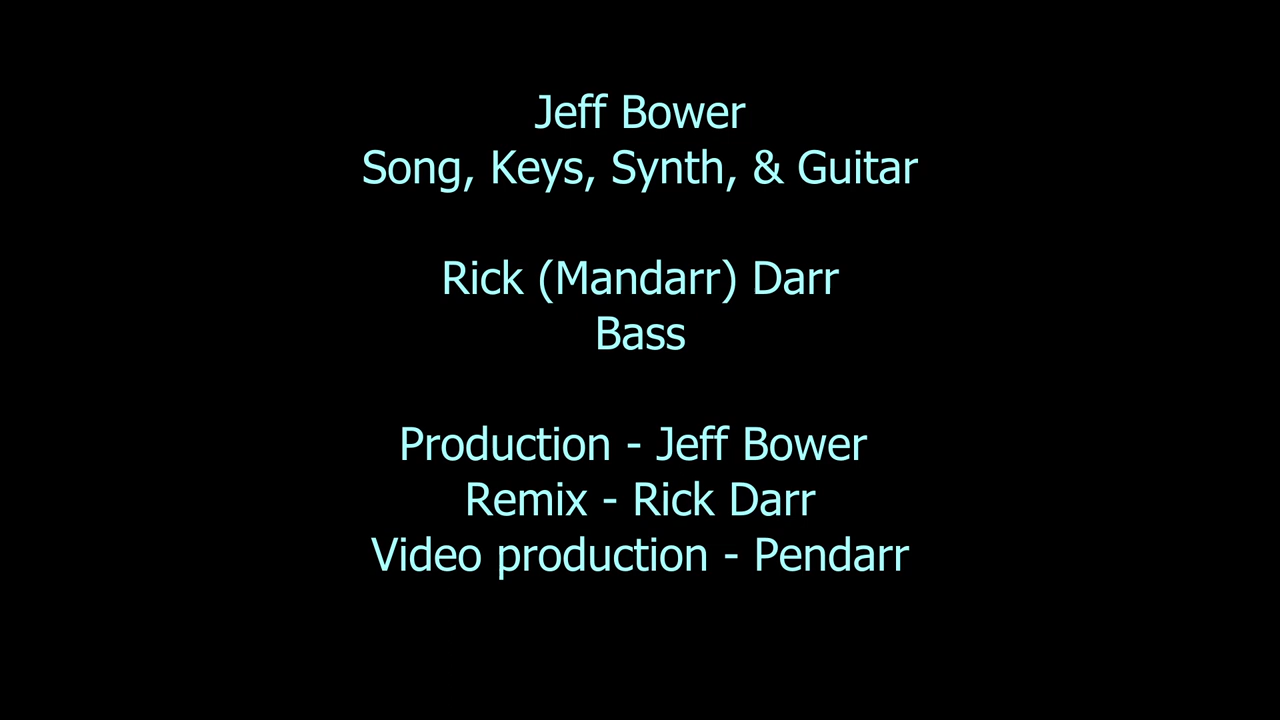 Jeff Bower
Song, Keys, Synth, & Guitar
Rick (Mandarr) Darr
Bass
Production - Jeff Bower
Remix - Rick Darr
Video production - Pendarr